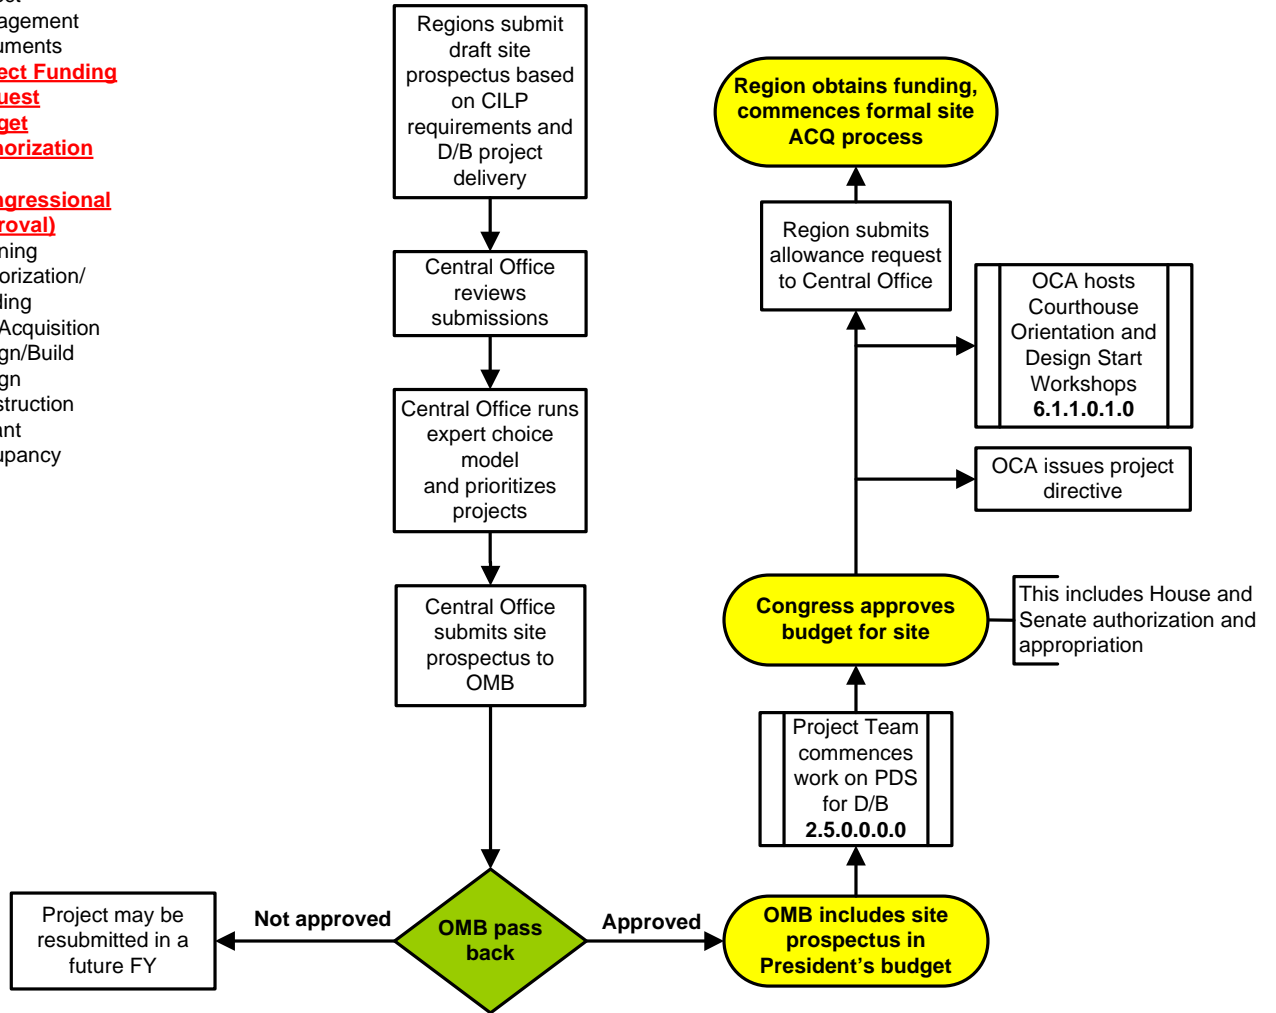 agement
uments
ect Funding
uest
get
horization
ngressional
roval)
ning
orization/
ding
Acquisition
gn/Build
gn
struction
ant
upancy
Regions submit
draft site
prospectus based
on CILP
requirements and
D/B project
delivery
Central Office
reviews
submissions
Central Office runs
expert choice
model
and prioritizes
projects
Central Office
submits site
prospectus to
OMB
OMB pass
back
Not approved
Project may be
resubmitted in a
future FY
Approved
OMB includes site
prospectus in
President's budget
Project Team
commences
work on PDS
for D/B
2.5.0.0.0.0
Congress approves
budget for site
This includes House and
Senate authorization and
appropriation
OCA issues project
directive
OCA hosts
Courthouse
Orientation and
Design Start
Workshops
6.1.1.0.1.0
Region submits
allowance request
to Central Office
Region obtains funding,
commences formal site
ACQ process